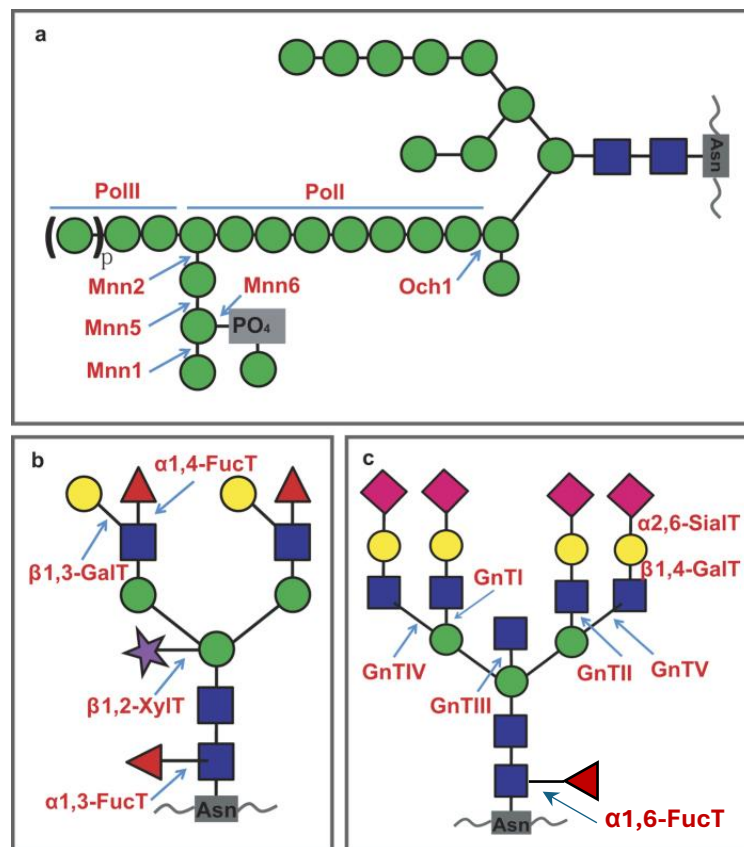 a
Asn
PolII
PolI
( ) p
Mnn2
Mnn6
Och1
Mnn5
PO4
Mnn1
b
α1,4-FucT
β1,3-GalT
β1,2-XylT
α1,3-FucT
Asn
c
α2,6-SialT
β1,4-GalT
GnTI
GnTIV
GnTII
GnTV
GnTIII
α1,6-FucT
Asn